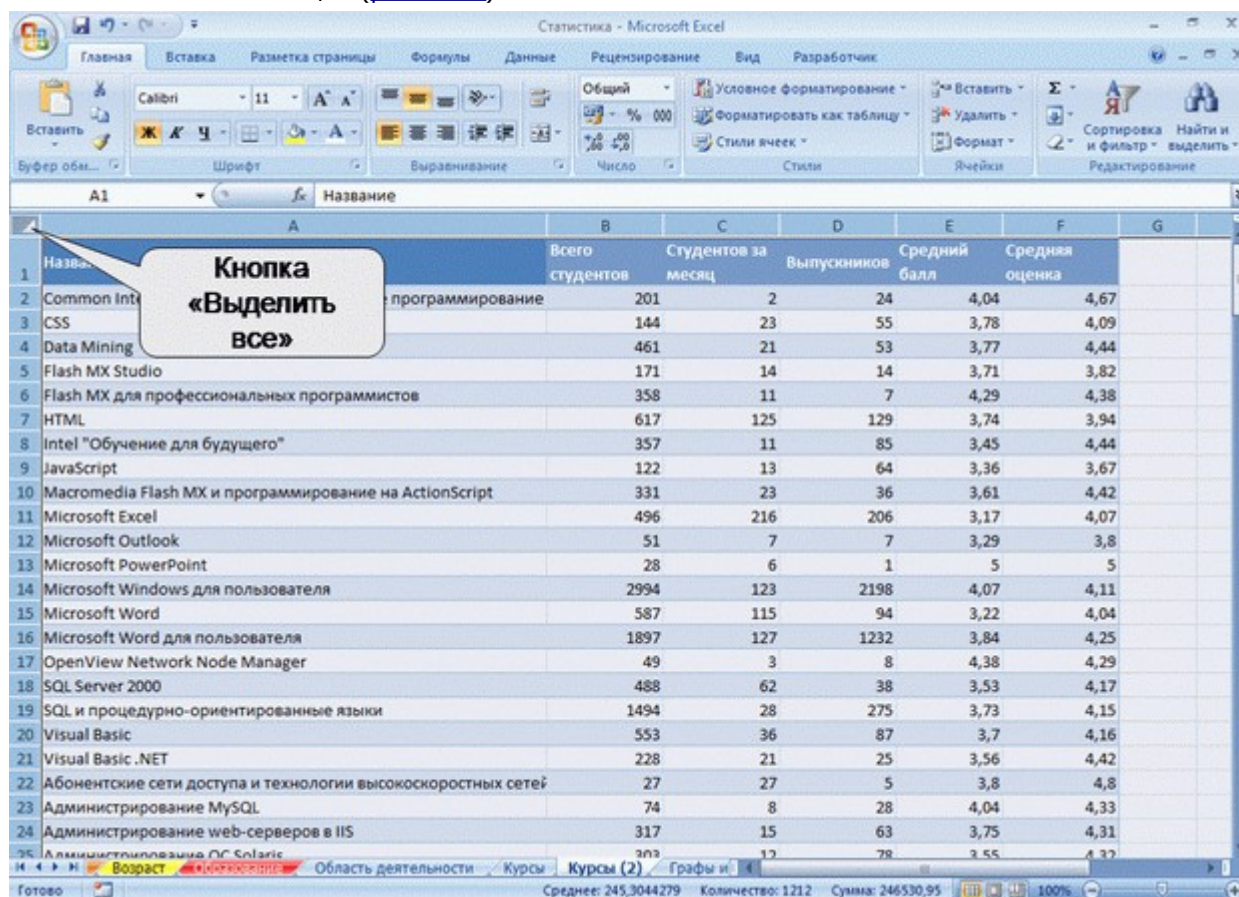 Статистика - Microsoft Excel
Главная Вставка Разметка страницы Формулы Данные Рецензирование Вид Разработчик
Вставить
Calibri 11
Ж К Ч
Общий
% 000
Условное форматирование
Форматировать как таблицу
Стили ячеек
Вставить
Удалить
Формат
Σ
Сортировка и фильтр
Найти и выделить
Буфер обм... Шрифт Выравнивание Число Стили Ячейки Редактирование
A1 fx Название
A B C D E F G
Кнопка
«Выделить
все»
1 Всего студентов Студентов за месяц Выпускников Средний балл Средняя оценка
2 Common Inte е программирование 201 2 24 4,04 4,67
3 CSS 144 23 55 3,78 4,09
4 Data Mining 461 21 53 3,77 4,44
5 Flash MX Studio 171 14 14 3,71 3,82
6 Flash MX для профессиональных программистов 358 11 7 4,29 4,38
7 HTML 617 125 129 3,74 3,94
8 Intel "Обучение для будущего" 357 11 85 3,45 4,44
9 JavaScript 122 13 64 3,36 3,67
10 Macromedia Flash MX и программирование на ActionScript 331 23 36 3,61 4,42
11 Microsoft Excel 496 216 206 3,17 4,07
12 Microsoft Outlook 51 7 7 3,29 3,8
13 Microsoft PowerPoint 28 6 1 5 5
14 Microsoft Windows для пользователя 2994 123 2198 4,07 4,11
15 Microsoft Word 587 115 94 3,22 4,04
16 Microsoft Word для пользователя 1897 127 1232 3,84 4,25
17 OpenView Network Node Manager 49 3 8 4,38 4,29
18 SQL Server 2000 488 62 38 3,53 4,17
19 SQL и процедурно-ориентированные языки 1494 28 275 3,73 4,15
20 Visual Basic 553 36 87 3,7 4,16
21 Visual Basic .NET 228 21 25 3,56 4,42
22 Абонентские сети доступа и технологии высокоскоростных сетей 27 27 5 3,8 4,8
23 Администрирование MySQL 74 8 28 4,04 4,33
24 Администрирование web-серверов в IIS 317 15 63 3,75 4,31
25 Администрирование ОС Solaris 303 12 78 3,55 4,32
Возраст Образование Область деятельности Курсы Курсы (2) Графы и
Готово Среднее: 245,3044279 Количество: 1212 Сумма: 246530,95 100%